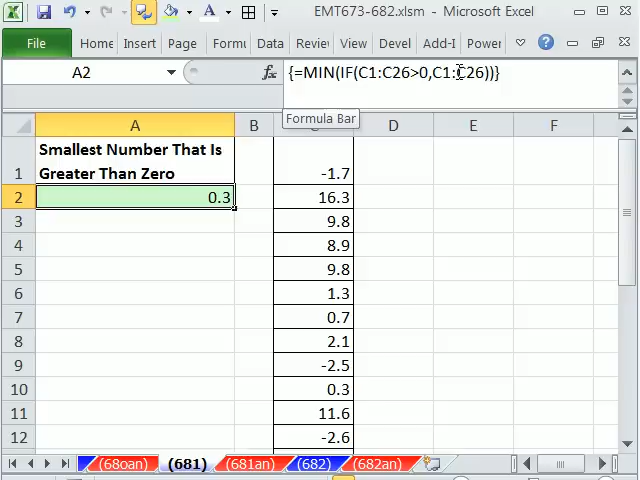 EMT673-682.xlsm - Microsoft Excel
File Home Insert Page Formu Data Review View Add-I
A2 fx {=MIN(IF(C1:C26>0,C1:C26))}
Formula Bar
A B C D E F
Smallest Number That Is
1 Greater Than Zero -1.7
2 0.3 16.3
3 9.8
4 8.9
5 9.8
6 1.3
7 0.7
8 2.1
9 -2.5
10 0.3
11 11.6
12 -2.6
(68oan) (681) (681an) (682) (682an)